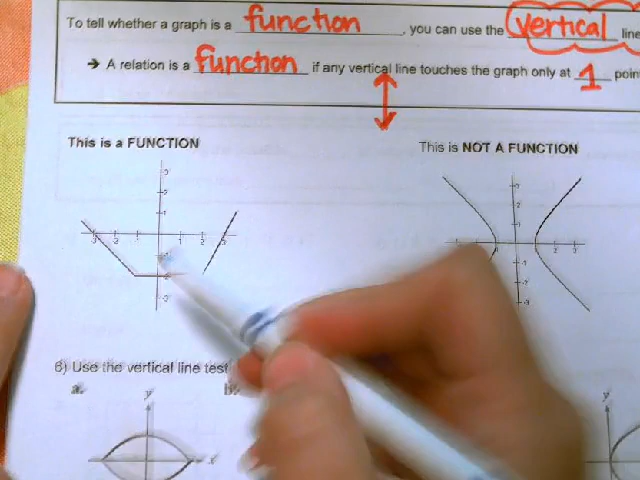 To tell whether a graph is a function, you can use the vertical line
→ A relation is a function if any vertical line touches the graph only at 1
This is a FUNCTION
This is NOT A FUNCTION
6) Use the vertical line test
a.
b.
y
x
y